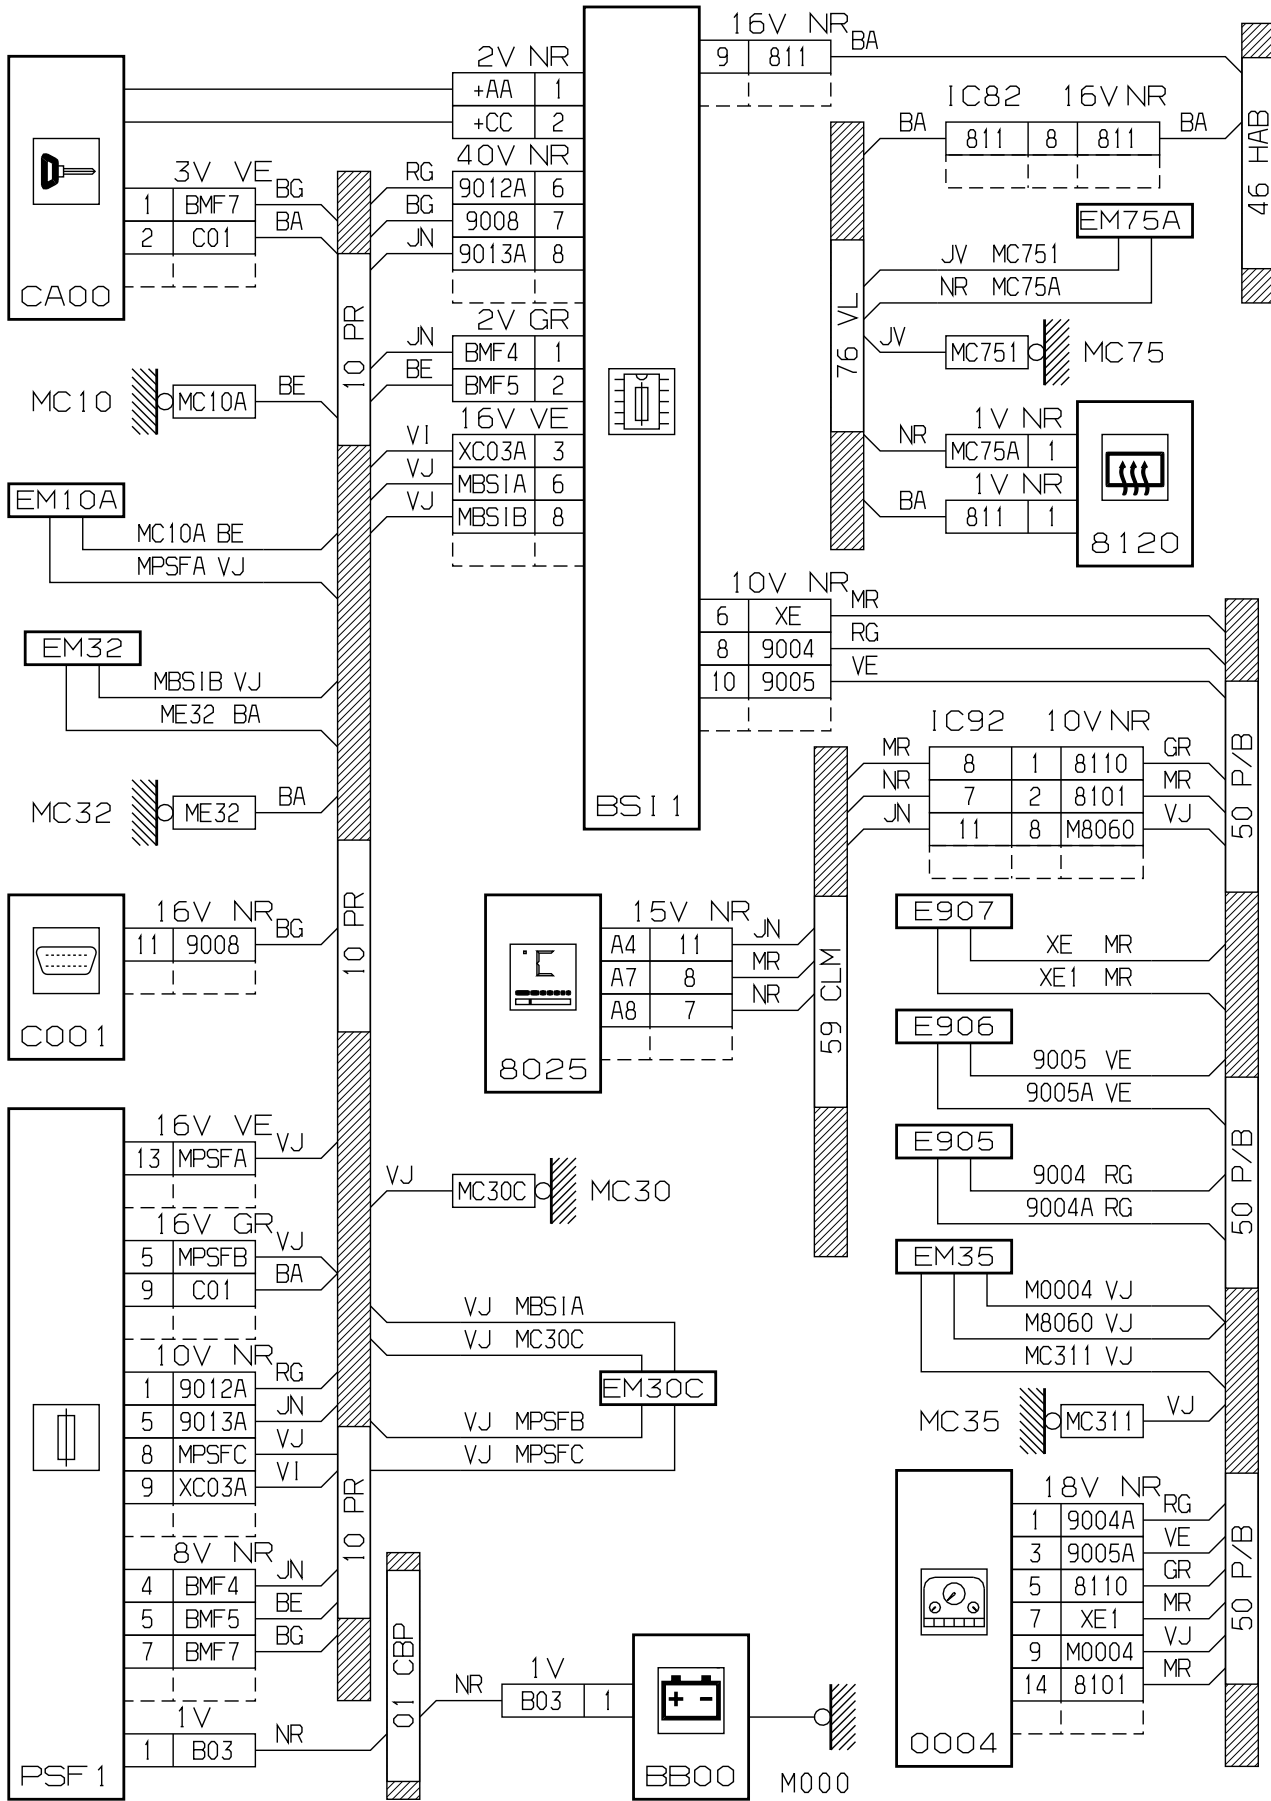 16V NR
9 811 BA
2V NR
+AA 1
+CC 2
40V NR
RG 9012A 6
BG 9008 7
JN 9013A 8
3V VE
1 BMF7 BG
2 C01 BA
CA00
2V GR
JN BMF4 1
BE BMF5 2
16V VE
VI XC03A 3
VJ MBSIA 6
VJ MBSIB 8
MC10 MC10A BE
EM10A
MC10A BE
MPSFA VJ
EM32
MBSIB VJ
ME32 BA
MC32 ME32 BA
10 PR
10 PR
10 PR
BSI1
IC82 16V NR
BA 811 8 811 BA
46 HAB
EM75A
JV MC751
NR MC75A
76 VL
JV MC751 MC75
1V NR
NR MC75A 1
1V NR
BA 811 1
8120
10V NR
6 XE MR
8 9004 RG
10 9005 VE
IC92 10V NR
MR 8 1 8110 GR
NR 7 2 8101 MR
JN 11 8 M8060 VJ
50 P/B
16V NR
11 9008 BG
C001
15V NR
A4 11 JN
A7 8 MR
A8 7 NR
8025
59 CLM
E907
XE MR
XE1 MR
E906
9005 VE
9005A VE
E905
9004 RG
9004A RG
50 P/B
EM35
M0004 VJ
M8060 VJ
MC311 VJ
MC35 MC311 VJ
16V VE
13 MPSFA VJ
16V GR
5 MPSFB VJ
9 C01 BA
10V NR
1 9012A RG
5 9013A JN
8 MPSFC VJ
9 XC03A VI
8V NR
4 BMF4 JN
5 BMF5 BE
7 BMF7 BG
1V
1 B03 NR
PSF1
VJ MC30C MC30
VJ MBSIA
VJ MC30C
EM30C
VJ MPSFB
VJ MPSFC
01 CBP
1V
NR B03 1
BB00
M000
18V NR
1 9004A RG
3 9005A VE
5 8110 GR
7 XE1 MR
9 M0004 VJ
14 8101 MR
0004
50 P/B
°C
+ -